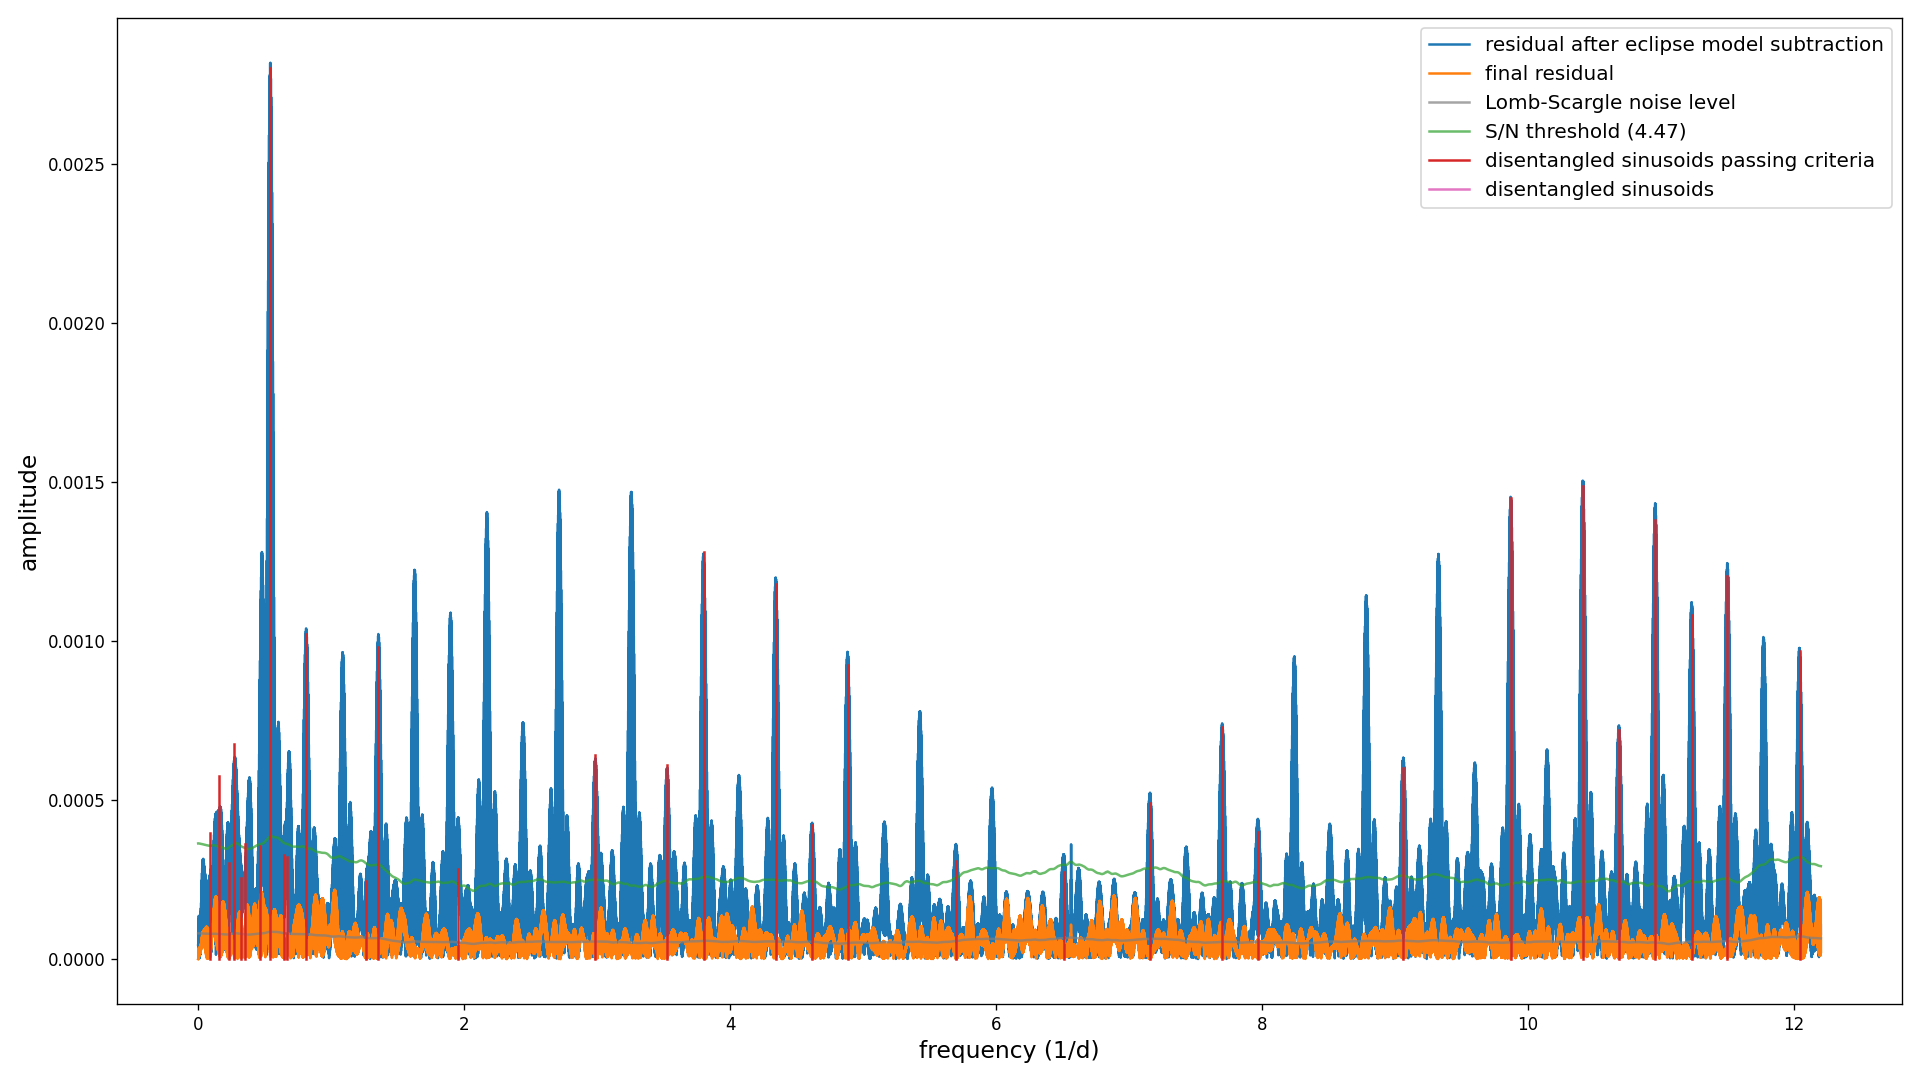 residual after eclipse model subtraction
final residual
Lomb-Scargle noise level
S/N threshold (4.47)
disentangled sinusoids passing criteria
disentangled sinusoids
amplitude
0.0025
0.0020
0.0015
0.0010
0.0005
0.0000
0 2 4 6 8 10 12
frequency (1/d)